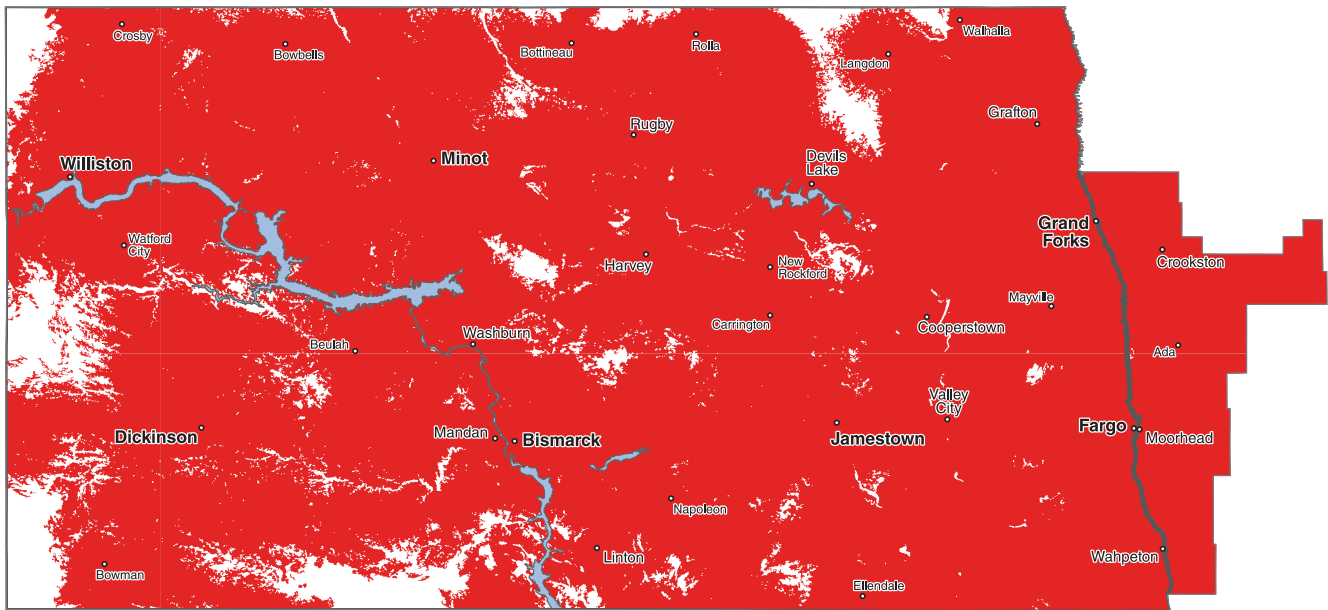 Crosby
Bowbells
Bottineau
Rolla
Langdon
Walhalla
Grafton
Rugby
Minot
Williston
Devils
Lake
Grand
Forks
Crookston
Watford
City
Harvey
New
Rockford
Mayville
Carrington
Cooperstown
Washburn
Beulah
Ada
Valley
City
Dickinson
Mandan
Bismarck
Jamestown
Fargo
Moorhead
Napoleon
Linton
Wahpeton
Bowman
Ellendale